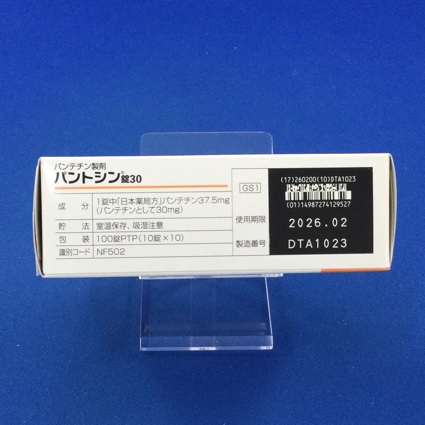 パンテチン製剤
パントシン®錠30
成分 1錠中「日本薬局方」パンテチン37.5mg
(パンテチンとして30mg)
貯法 室温保存、吸湿注意
包装 100錠PTP(10錠×10)
識別コード NF502
GS1
使用期限 2026.02
製造番号 DTA1023
(17)260200(10)DTA1023
(01)14987274129527